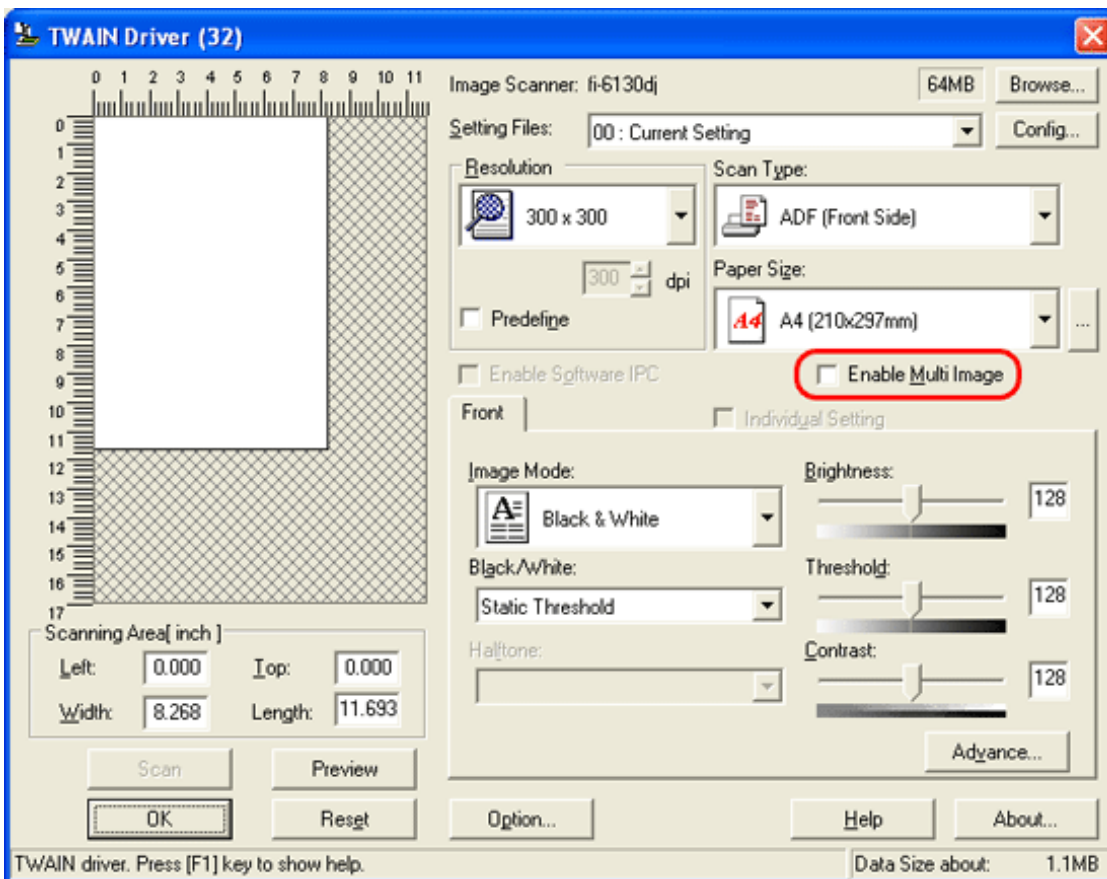 TWAIN Driver (32)
0 1 2 3 4 5 6 7 8 9 10 11
0
1
2
3
4
5
6
7
8
9
10
11
12
13
14
15
16
17
Image Scanner: fi-6130dj 64MB Browse...
Setting Files: 00 : Current Setting Config...
Resolution
300 x 300
300 dpi
Predefine
Scan Type:
ADF (Front Side)
Paper Size:
A4 A4 (210x297mm) ...
Enable Software IPC Enable Multi Image
Front Individual Setting
Image Mode:
A Black & White
Black/White:
Static Threshold
Halftone:
Brightness:
128
Threshold:
128
Contrast:
128
Advance...
Scanning Area[ inch ]
Left: 0.000 Top: 0.000
Width: 8.268 Length: 11.693
Scan Preview
OK Reset Option... Help About...
TWAIN driver. Press [F1] key to show help. Data Size about: 1.1MB